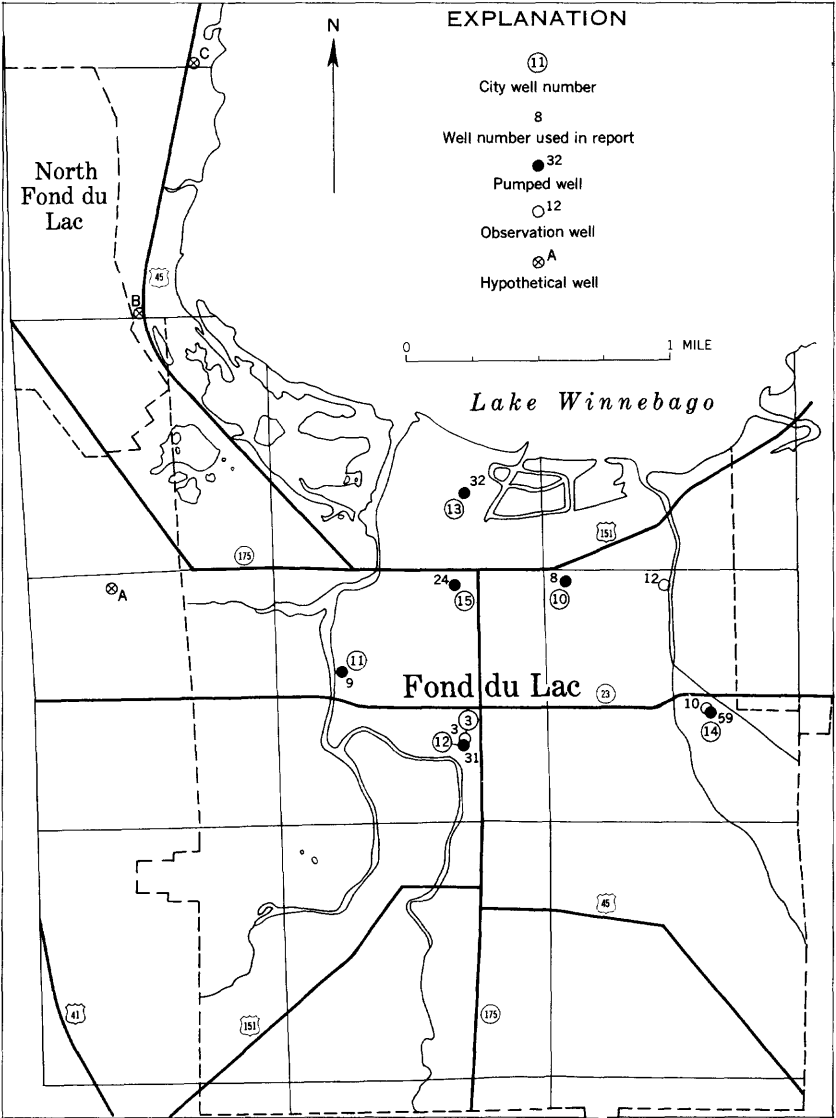 EXPLANATION
11
City well number
8
Well number used in report
32
Pumped well
12
Observation well
A
Hypothetical well
N
C
North
Fond du
Lac
45
B
0
1 MILE
Lake Winnebago
32
13
151
175
A
24
15
8
10
12
11
9
Fond du Lac
23
3
3
12
31
10
59
14
45
41
151
175